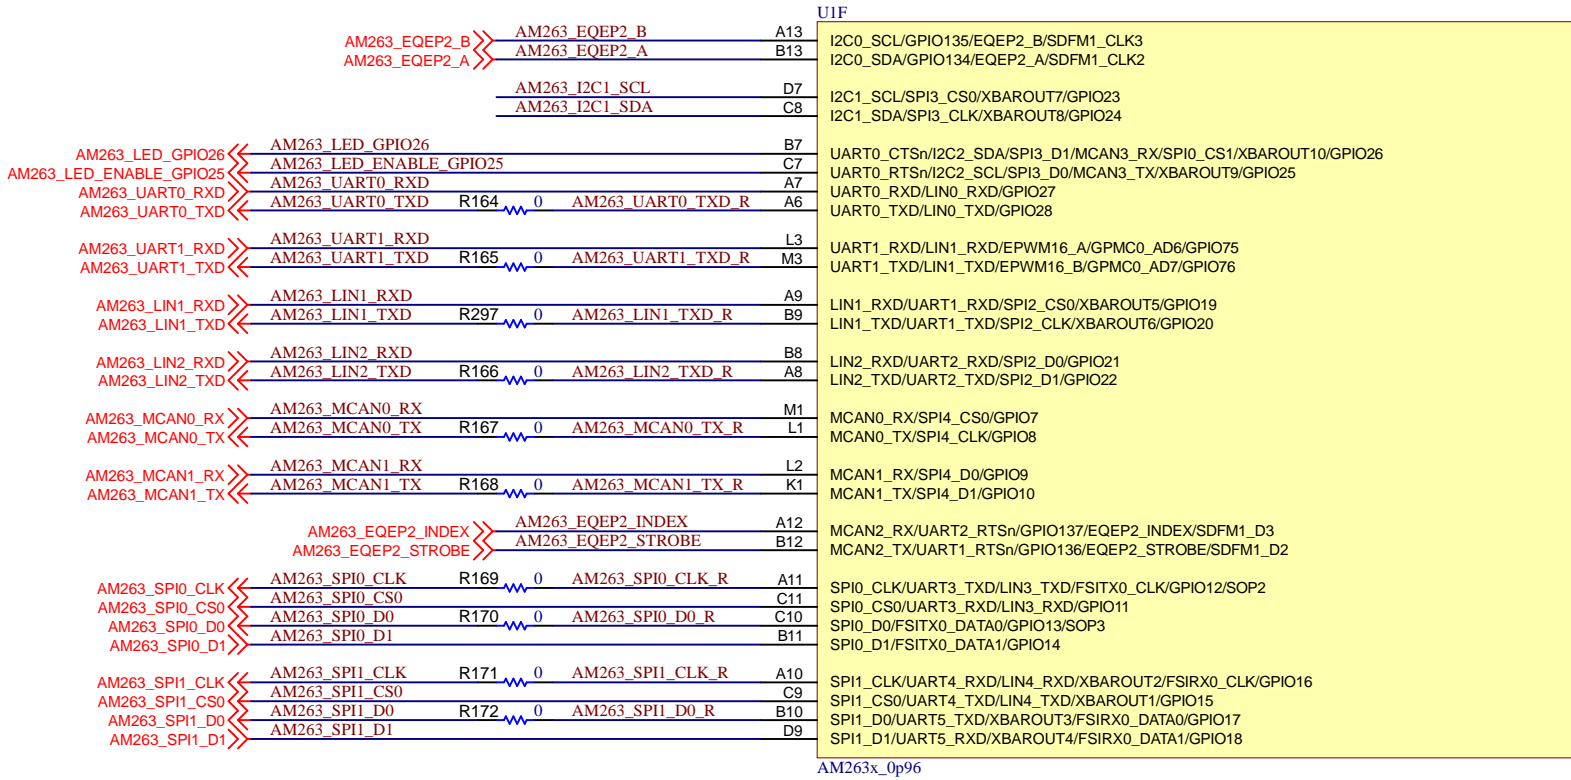 U1F
AM263_EQEP2_B AM263_EQEP2_B A13 I2C0_SCL/GPIO135/EQEP2_B/SDFM1_CLK3
AM263_EQEP2_A AM263_EQEP2_A B13 I2C0_SDA/GPIO134/EQEP2_A/SDFM1_CLK2
AM263_I2C1_SCL D7 I2C1_SCL/SPI3_CS0/XBAROUT7/GPIO23
AM263_I2C1_SDA C8 I2C1_SDA/SPI3_CLK/XBAROUT8/GPIO24
AM263_LED_GPIO26 AM263_LED_GPIO26 B7 UART0_CTSn/I2C2_SDA/SPI3_D1/MCAN3_RX/SPI0_CS1/XBAROUT10/GPIO26
AM263_LED_ENABLE_GPIO25 AM263_LED_ENABLE_GPIO25 C7 UART0_RTSn/I2C2_SCL/SPI3_D0/MCAN3_TX/XBAROUT9/GPIO25
AM263_UART0_RXD AM263_UART0_RXD A7 UART0_RXD/LIN0_RXD/GPIO27
AM263_UART0_TXD AM263_UART0_TXD R164 0 AM263_UART0_TXD_R A6 UART0_TXD/LIN0_TXD/GPIO28
AM263_UART1_RXD AM263_UART1_RXD L3 UART1_RXD/LIN1_RXD/EPWM16_A/GPMC0_AD6/GPIO75
AM263_UART1_TXD AM263_UART1_TXD R165 0 AM263_UART1_TXD_R M3 UART1_TXD/LIN1_TXD/EPWM16_B/GPMC0_AD7/GPIO76
AM263_LIN1_RXD AM263_LIN1_RXD A9 LIN1_RXD/UART1_RXD/SPI2_CS0/XBAROUT5/GPIO19
AM263_LIN1_TXD AM263_LIN1_TXD R297 0 AM263_LIN1_TXD_R B9 LIN1_TXD/UART1_TXD/SPI2_CLK/XBAROUT6/GPIO20
AM263_LIN2_RXD AM263_LIN2_RXD B8 LIN2_RXD/UART2_RXD/SPI2_D0/GPIO21
AM263_LIN2_TXD AM263_LIN2_TXD R166 0 AM263_LIN2_TXD_R A8 LIN2_TXD/UART2_TXD/SPI2_D1/GPIO22
AM263_MCAN0_RX AM263_MCAN0_RX M1 MCAN0_RX/SPI4_CS0/GPIO7
AM263_MCAN0_TX AM263_MCAN0_TX R167 0 AM263_MCAN0_TX_R L1 MCAN0_TX/SPI4_CLK/GPIO8
AM263_MCAN1_RX AM263_MCAN1_RX L2 MCAN1_RX/SPI4_D0/GPIO9
AM263_MCAN1_TX AM263_MCAN1_TX R168 0 AM263_MCAN1_TX_R K1 MCAN1_TX/SPI4_D1/GPIO10
AM263_EQEP2_INDEX AM263_EQEP2_INDEX A12 MCAN2_RX/UART2_RTSn/GPIO137/EQEP2_INDEX/SDFM1_D3
AM263_EQEP2_STROBE AM263_EQEP2_STROBE B12 MCAN2_TX/UART1_RTSn/GPIO136/EQEP2_STROBE/SDFM1_D2
AM263_SPI0_CLK AM263_SPI0_CLK R169 0 AM263_SPI0_CLK_R A11 SPI0_CLK/UART3_TXD/LIN3_TXD/FSITX0_CLK/GPIO12/SOP2
AM263_SPI0_CS0 AM263_SPI0_CS0 C11 SPI0_CS0/UART3_RXD/LIN3_RXD/GPIO11
AM263_SPI0_D0 AM263_SPI0_D0 R170 0 AM263_SPI0_D0_R C10 SPI0_D0/FSITX0_DATA0/GPIO13/SOP3
AM263_SPI0_D1 AM263_SPI0_D1 B11 SPI0_D1/FSITX0_DATA1/GPIO14
AM263_SPI1_CLK AM263_SPI1_CLK R171 0 AM263_SPI1_CLK_R A10 SPI1_CLK/UART4_RXD/LIN4_RXD/XBAROUT2/FSIRX0_CLK/GPIO16
AM263_SPI1_CS0 AM263_SPI1_CS0 C9 SPI1_CS0/UART4_TXD/LIN4_TXD/XBAROUT1/GPIO15
AM263_SPI1_D0 AM263_SPI1_D0 R172 0 AM263_SPI1_D0_R B10 SPI1_D0/UART5_TXD/XBAROUT3/FSIRX0_DATA0/GPIO17
AM263_SPI1_D1 AM263_SPI1_D1 D9 SPI1_D1/UART5_RXD/XBAROUT4/FSIRX0_DATA1/GPIO18
AM263x_0p96